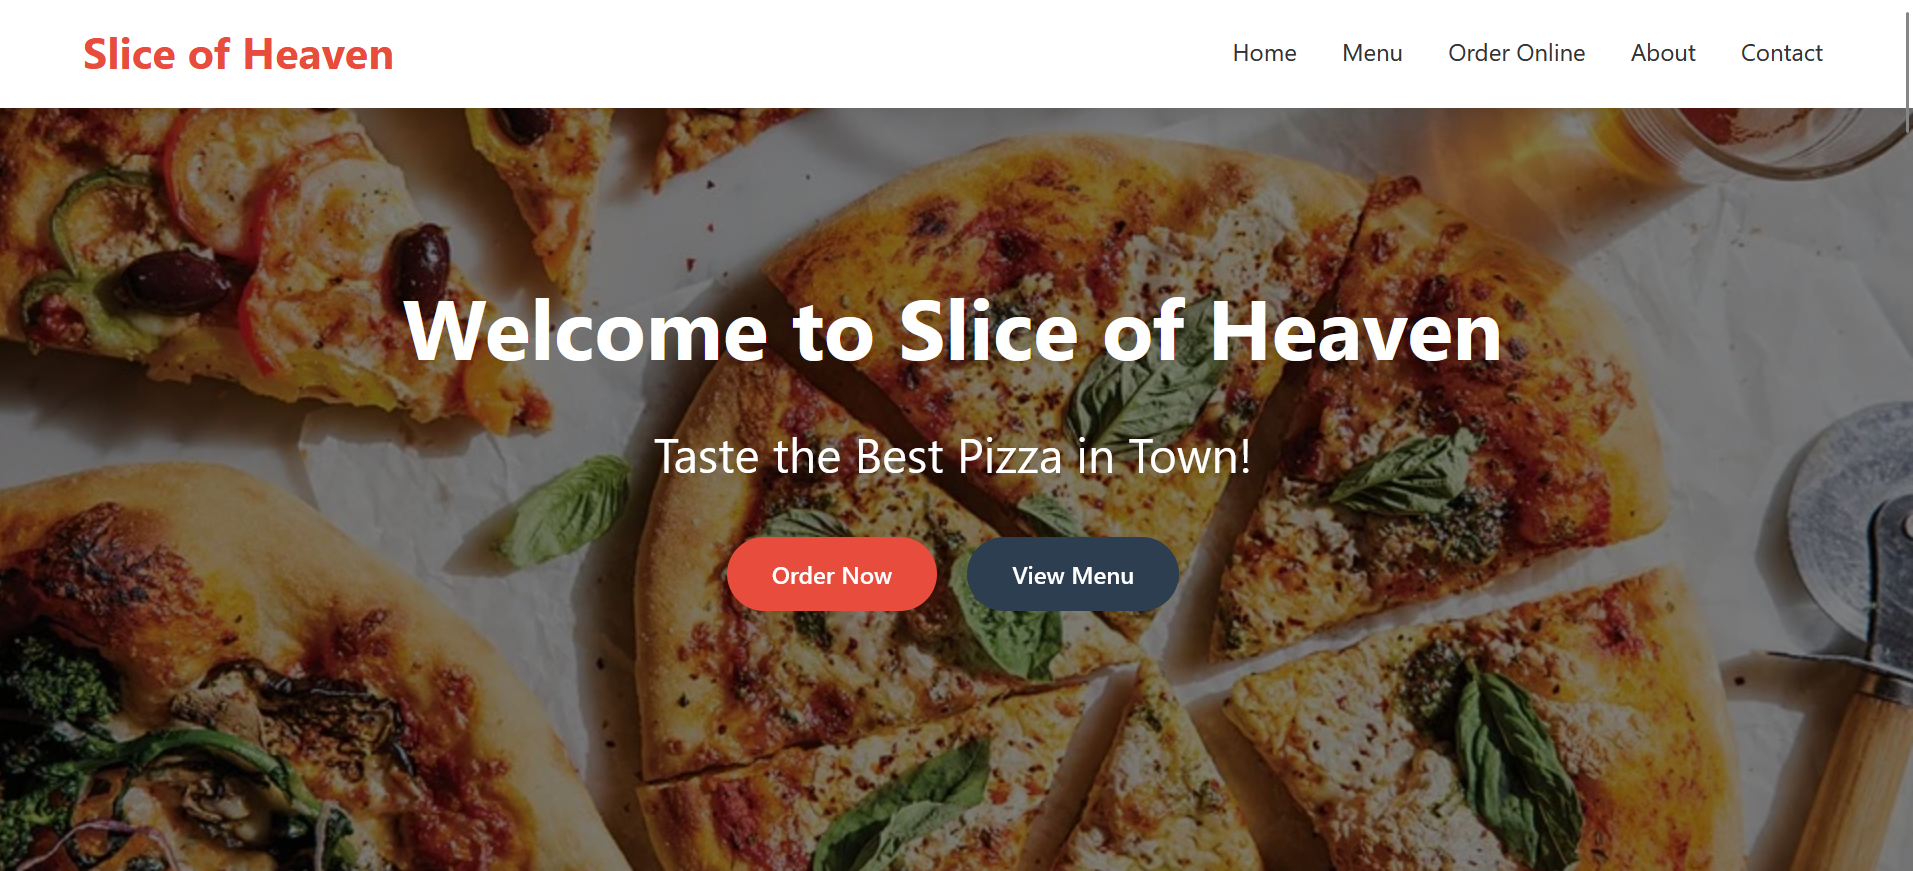 Slice of Heaven
Home Menu Order Online About Contact
Welcome to Slice of Heaven
Taste the Best Pizza in Town!
Order Now View Menu